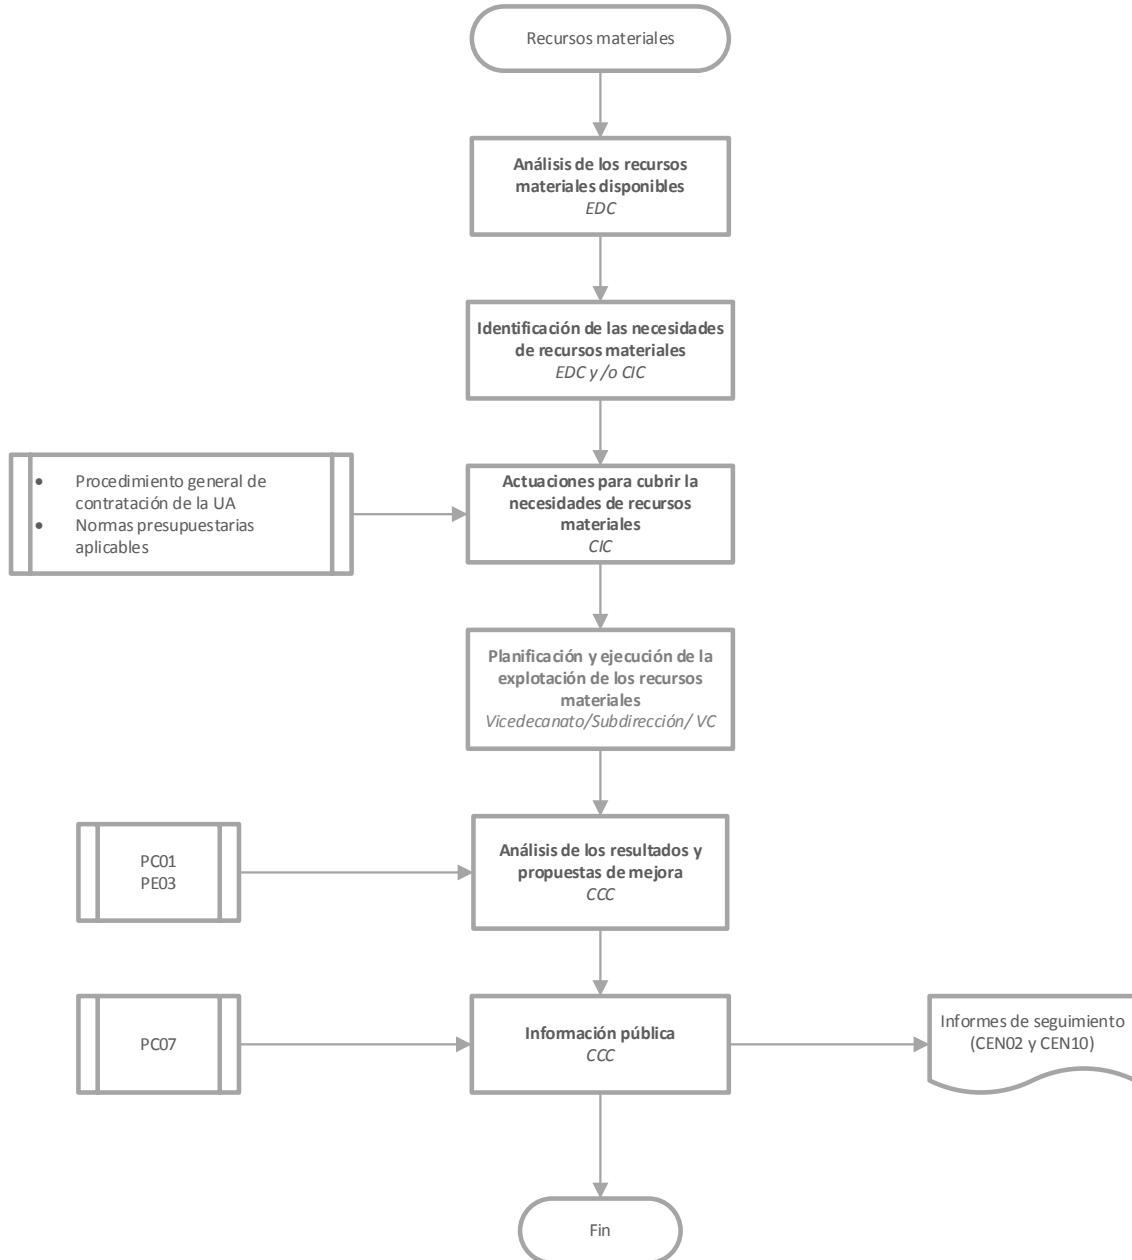 Recursos materiales
Análisis de los recursos
materiales disponibles
EDC
Identificación de las necesidades
de recursos materiales
EDC y /o CIC
• Procedimiento general de
contratación de la UA
• Normas presupuestarias
aplicables
Actuaciones para cubrir la
necesidades de recursos
materiales
CIC
Planificación y ejecución de la
explotación de los recursos
materiales
Vicedecanato/Subdirección/ VC
PC01
PE03
Análisis de los resultados y
propuestas de mejora
CCC
PC07
Información pública
CCC
Informes de seguimiento
(CEN02 y CEN10)
Fin